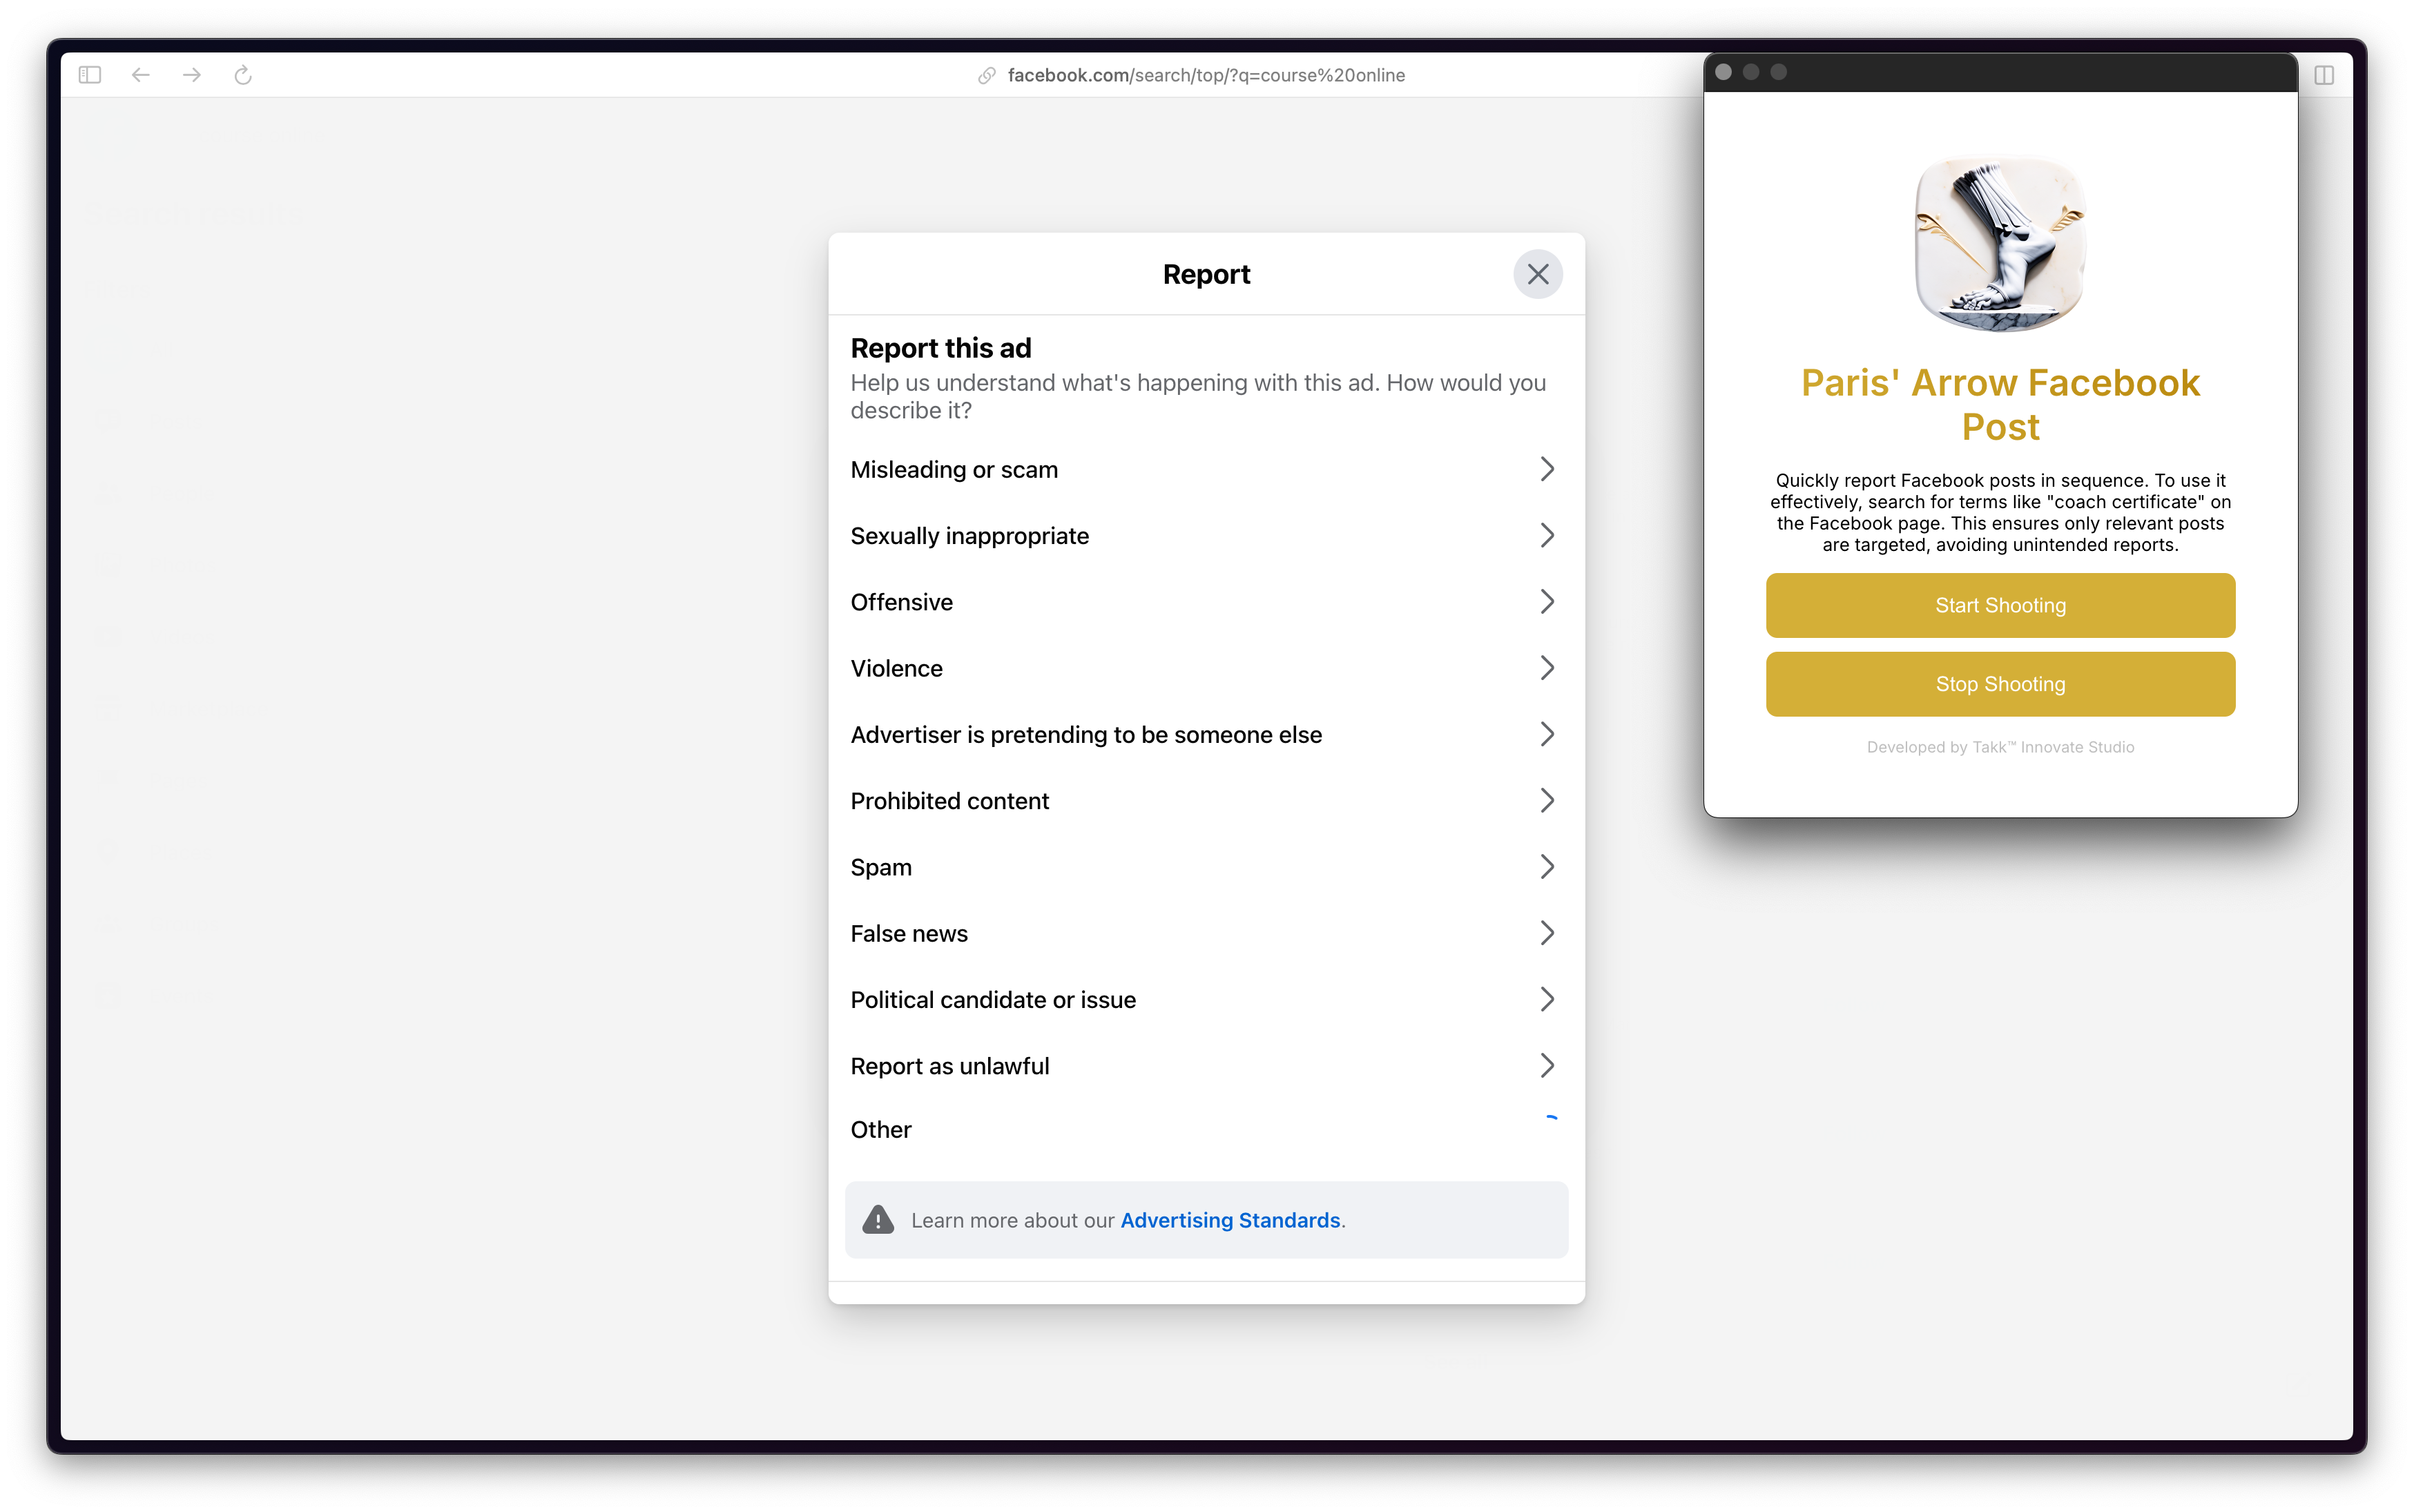 facebook.com/search/top/?q=course%20online
Report
Report this ad
Help us understand what's happening with this ad. How would you
describe it?
Misleading or scam
Sexually inappropriate
Offensive
Violence
Advertiser is pretending to be someone else
Prohibited content
Spam
False news
Political candidate or issue
Report as unlawful
Other
Learn more about our Advertising Standards.
Paris' Arrow Facebook
Post
Quickly report Facebook posts in sequence. To use it
effectively, search for terms like "coach certificate" on
the Facebook page. This ensures only relevant posts
are targeted, avoiding unintended reports.
Start Shooting
Stop Shooting
Developed by Takk™ Innovate Studio